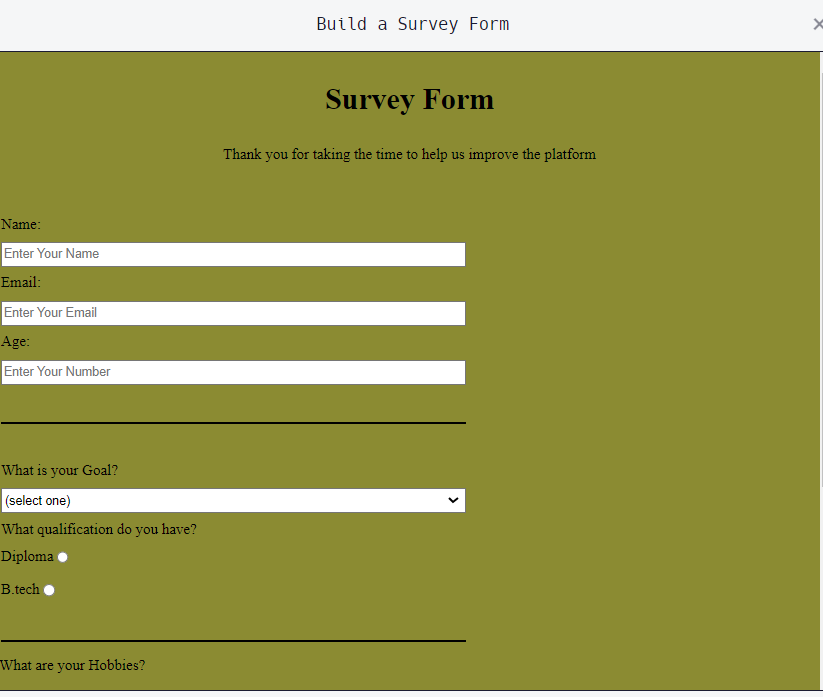 Build a Survey Form
Survey Form
Thank you for taking the time to help us improve the platform
Name:
Enter Your Name
Email:
Enter Your Email
Age:
Enter Your Number
What is your Goal?
(select one)
What qualification do you have?
Diploma
B.tech
What are your Hobbies?